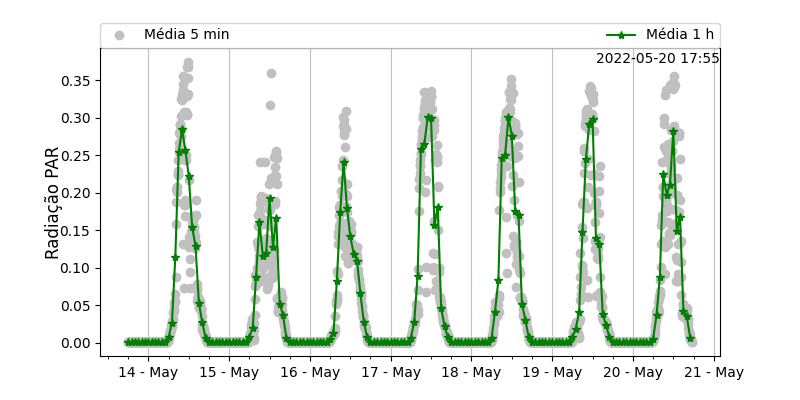 Média 5 min
Média 1 h
2022-05-20 17:55
Radiação PAR
0.35
0.30
0.25
0.20
0.15
0.10
0.05
0.00
14 - May
15 - May
16 - May
17 - May
18 - May
19 - May
20 - May
21 - May